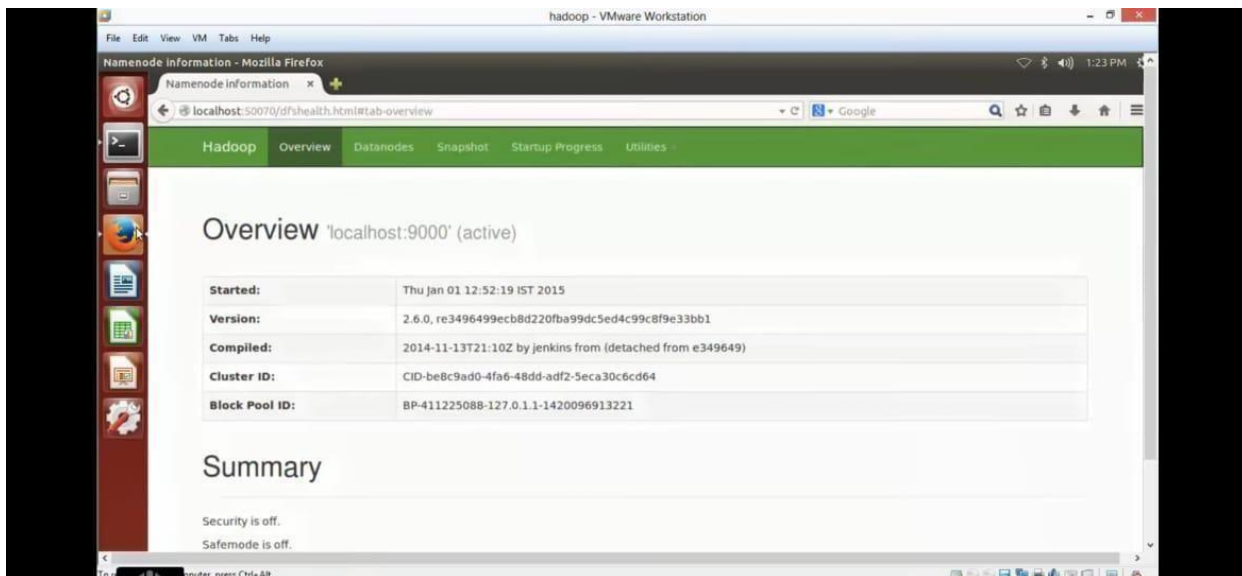 hadoop - VMware Workstation
File Edit View VM Tabs Help
Namenode information - Mozilla Firefox
1:23 PM
Namenode information
localhost:50070/dfshealth.html#tab-overview
Google
Hadoop Overview Datanodes Snapshot Startup Progress Utilities
Overview 'localhost:9000' (active)
Started: Thu Jan 01 12:52:19 IST 2015
Version: 2.6.0, re3496499ecb8d220fba99dc5ed4c99c8f9e33bb1
Compiled: 2014-11-13T21:10Z by jenkins from (detached from e349649)
Cluster ID: CID-be8c9ad0-4fa6-48dd-adf2-5eca30c6cd64
Block Pool ID: BP-411225088-127.0.1.1-1420096913221
Summary
Security is off.
Safemode is off.
press Ctrl+Alt